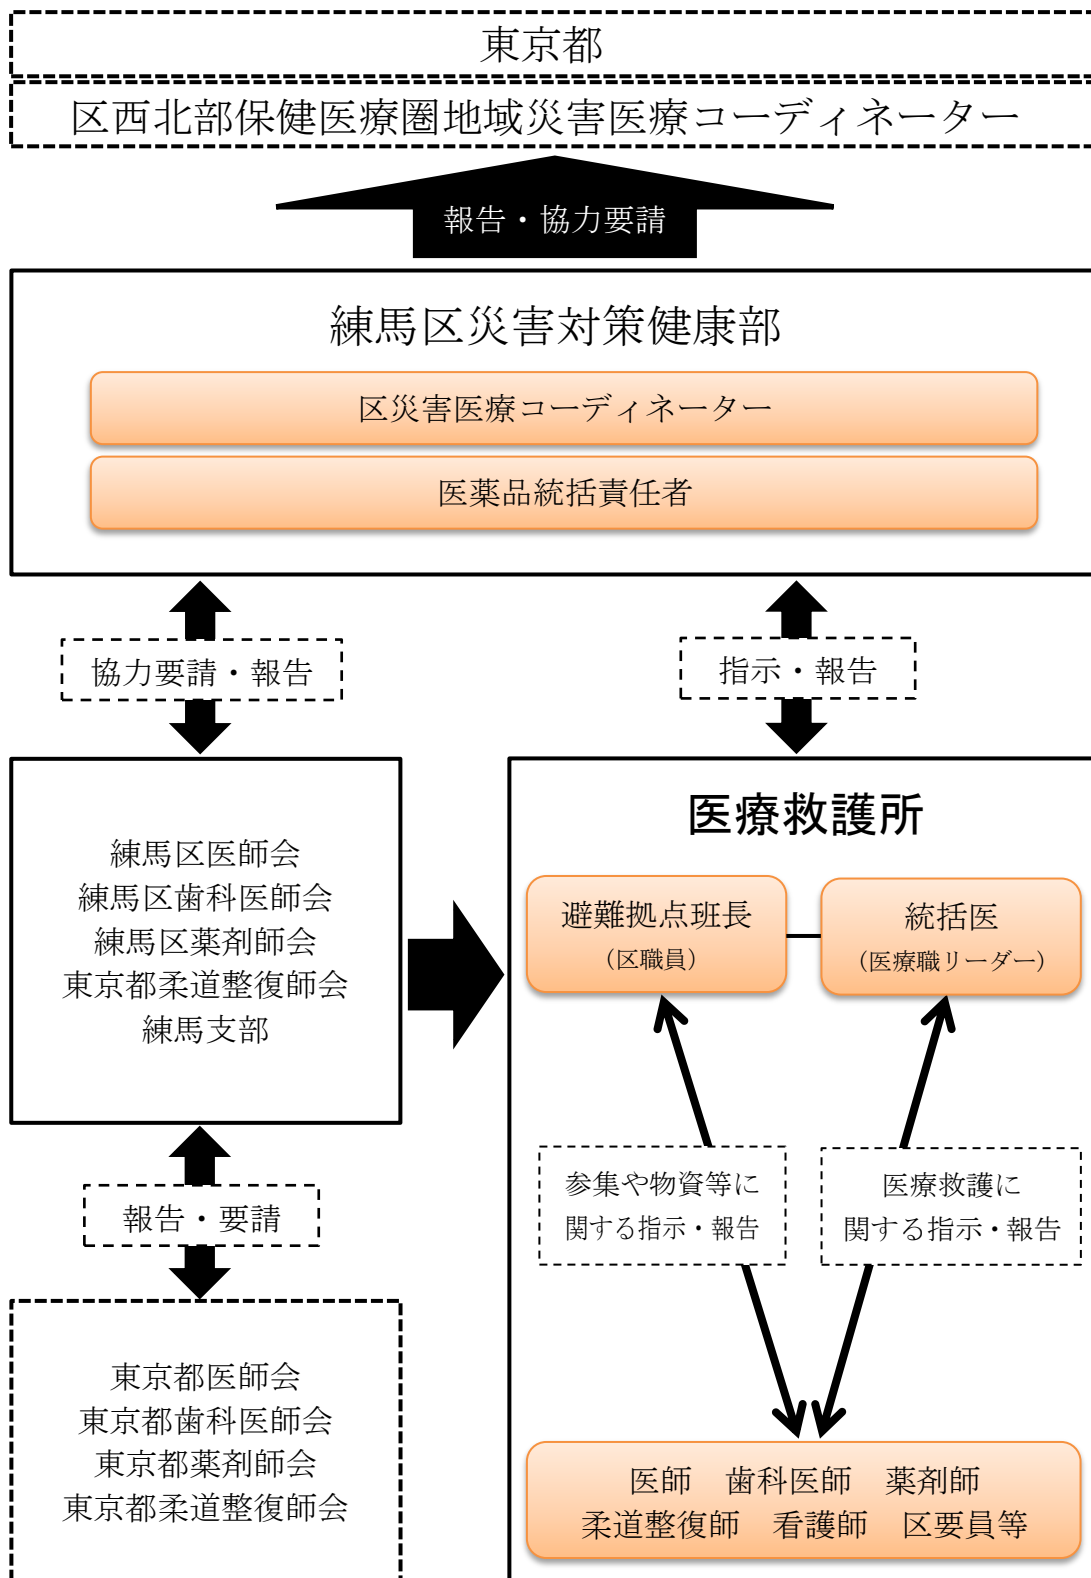 東京都
区西北部保健医療圏地域災害医療コーディネーター
報告・協力要請
練馬区災害対策健康部
区災害医療コーディネーター
医薬品統括責任者
協力要請・報告
指示・報告
練馬区医師会
練馬区歯科医師会
練馬区薬剤師会
東京都柔道整復師会
練馬支部
報告・要請
東京都医師会
東京都歯科医師会
東京都薬剤師会
東京都柔道整復師会
医療救護所
避難拠点班長
（区職員）
統括医
（医療職リーダー）
参集や物資等に
関する指示・報告
医療救護に
関する指示・報告
医師　歯科医師　薬剤師
柔道整復師　看護師　区要員等